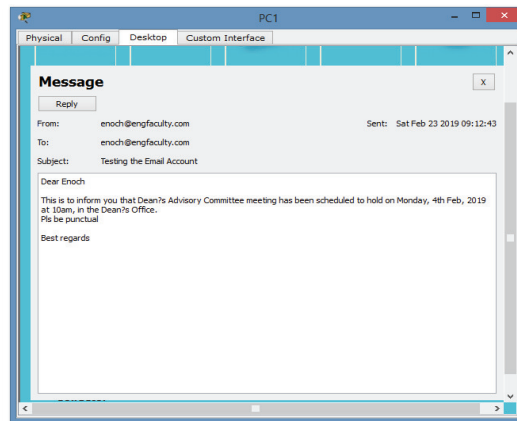 PC1
Physical Config Desktop Custom Interface
Message
X
Reply
From: enoch@engfaculty.com Sent: Sat Feb 23 2019 09:12:43
To: enoch@engfaculty.com
Subject: Testing the Email Account
Dear Enoch
This is to inform you that Dean?s Advisory Committee meeting has been scheduled to hold on Monday, 4th Feb, 2019
at 10am, in the Dean?s Office.
Pls be punctual
Best regards